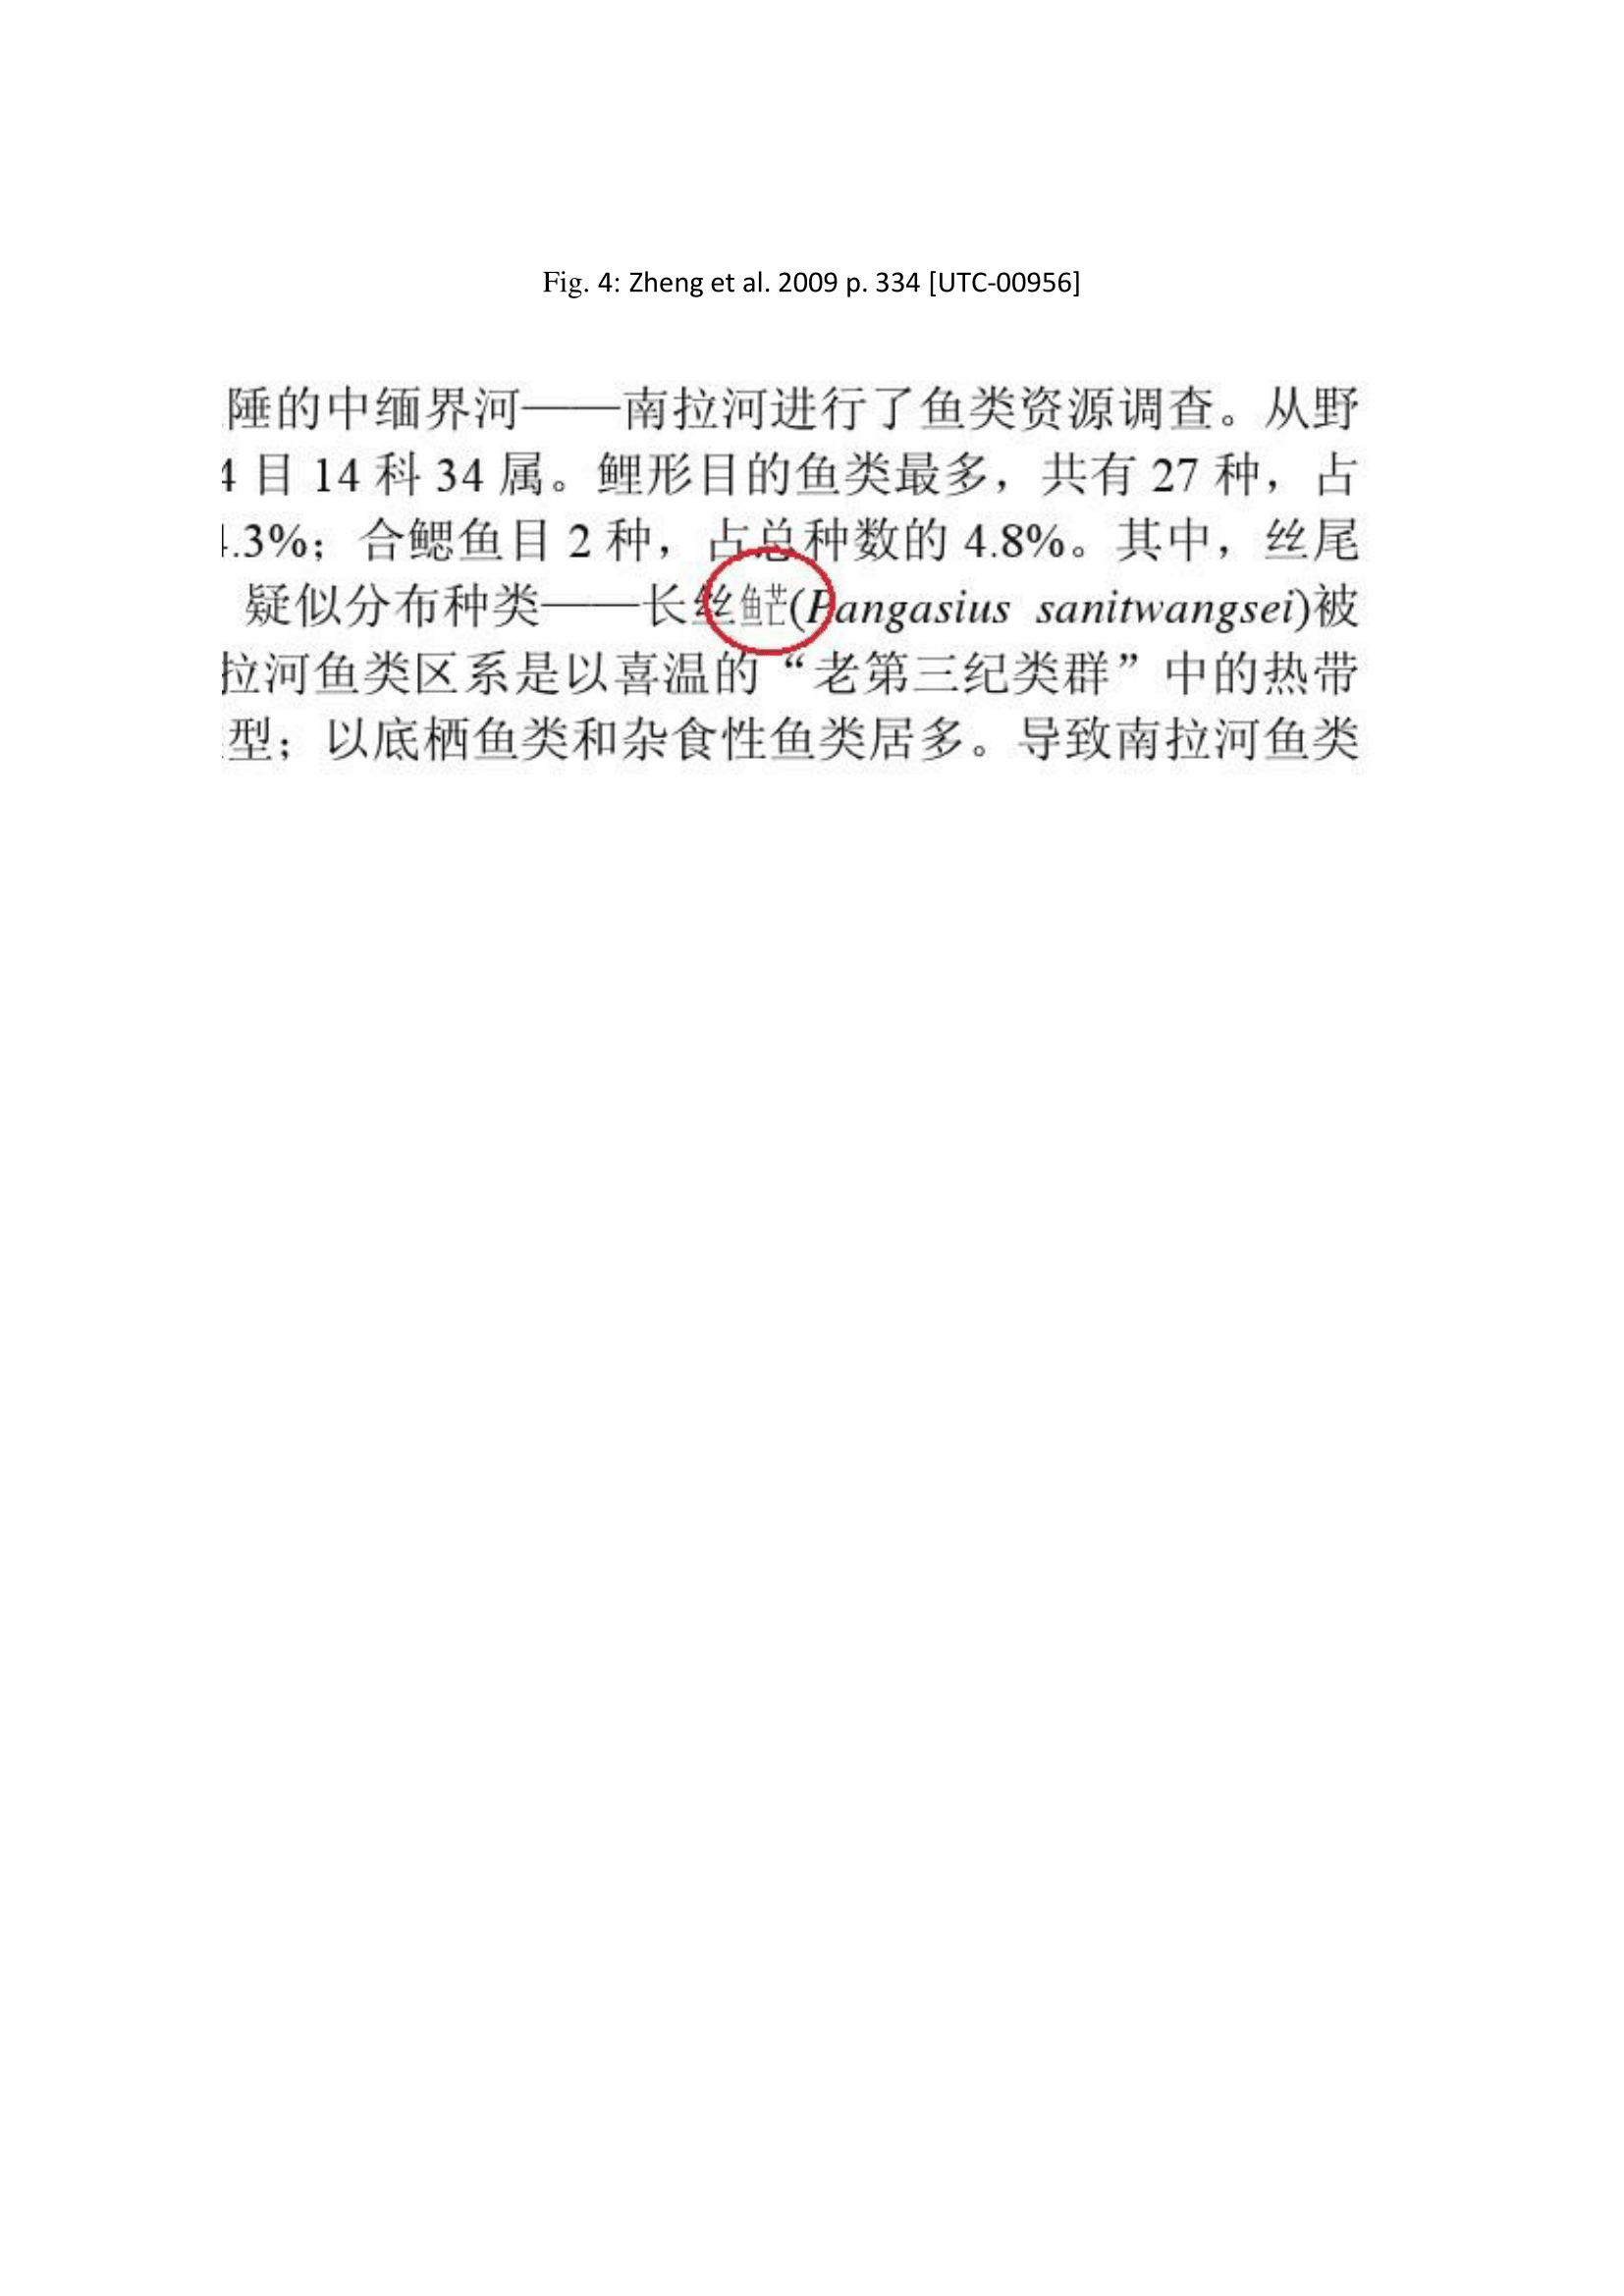 Fig. 4: Zheng et al. 2009 p. 334 [UTC-00956]
陲的中缅界河——南拉河进行了鱼类资源调查。从野
4 目 14 科 34 属。鲤形目的鱼类最多，共有 27 种，占
.3%；合鳃鱼目 2 种，占总种数的 4.8%。其中，丝尾
疑似分布种类——长丝鱼芒(Pangasius sanitwangsei)被
拉河鱼类区系是以喜温的“老第三纪类群”中的热带
型；以底栖鱼类和杂食性鱼类居多。导致南拉河鱼类